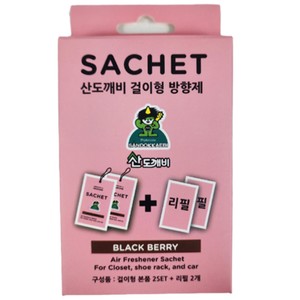 SACHET
산도깨비 걸이형 방향제
SANDOKKAEBI
산도깨비
SACHET
+
리필
BLACK BERRY
Air Freshener Sachet
For Closet, shoe rack, and car
구성품 : 걸이형 본품 2SET + 리필 2개